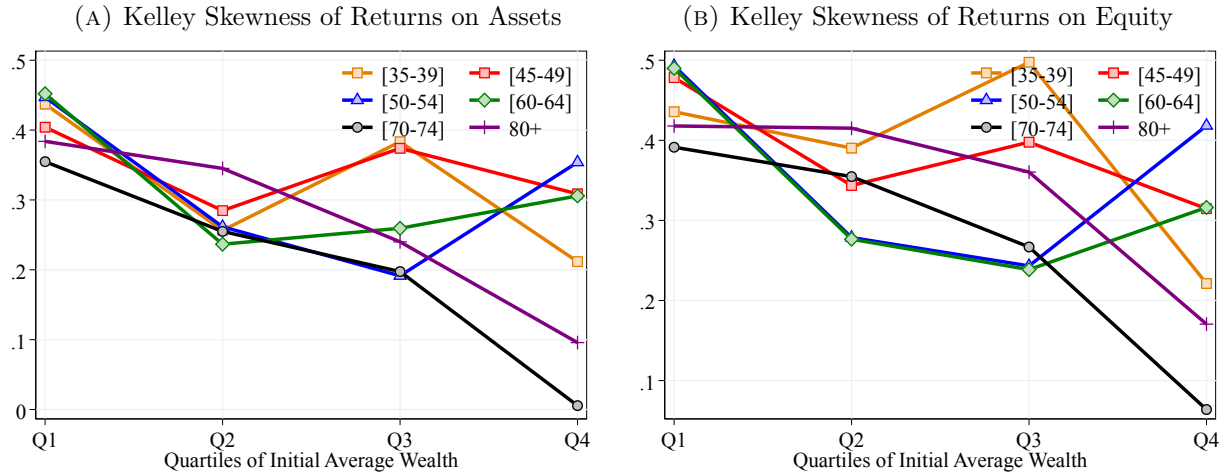 (A) Kelley Skewness of Returns on Assets
.5
.4
.3
.2
.1
0
[35-39] [45-49]
[50-54] [60-64]
[70-74] 80+
Q1 Q2 Q3 Q4
Quartiles of Initial Average Wealth
(B) Kelley Skewness of Returns on Equity
.5
.4
.3
.2
.1
[35-39] [45-49]
[50-54] [60-64]
[70-74] 80+
Q1 Q2 Q3 Q4
Quartiles of Initial Average Wealth